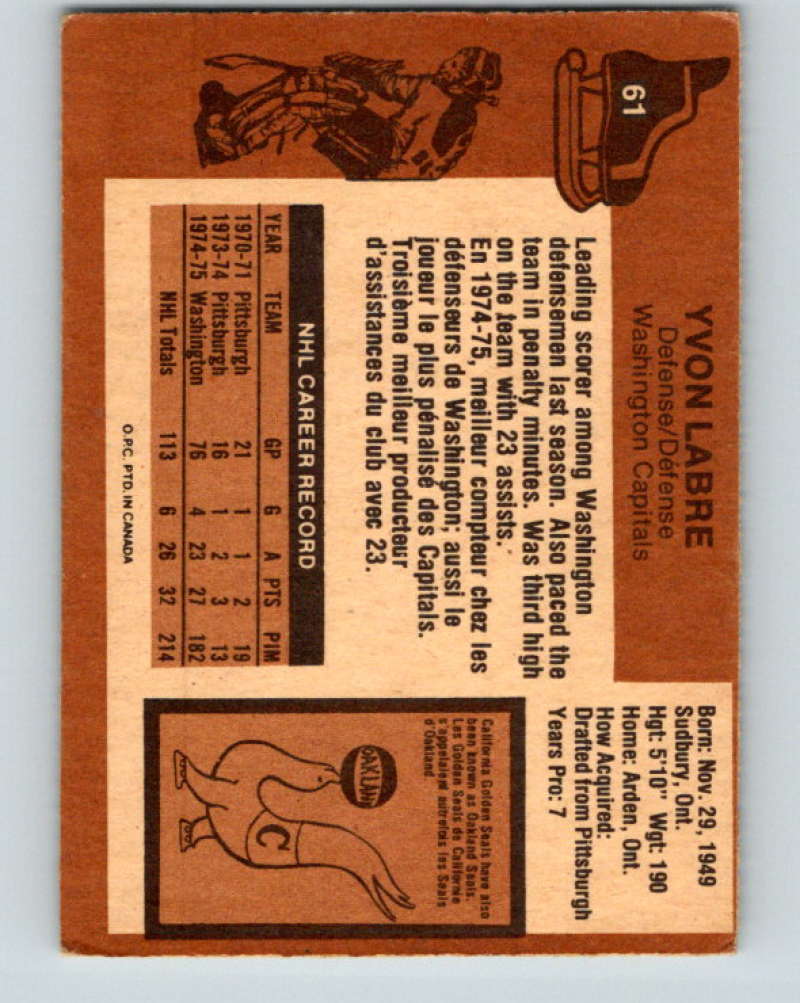 61
YVON LABRE
Defense/Défense
Washington Capitals
Born: Nov. 29, 1949
Sudbury, Ont.
Hgt: 5'10" Wgt: 190
Home: Arden, Ont.
How Acquired:
Drafted from Pittsburgh
Years Pro: 7
Leading scorer among Washington
defensemen last season. Also paced the
team in penalty minutes. Was third high
on the team with 23 assists.
En 1974-75, meilleur compteur chez les
défenseurs de Washington; aussi le
joueur le plus pénalisé des Capitals.
Troisième meilleur producteur
d'assistances du club avec 23.
NHL CAREER RECORD
YEAR TEAM GP G A PTS PIM
1970-71 Pittsburgh 21 1 1 2 19
1973-74 Pittsburgh 16 1 2 3 13
1974-75 Washington 76 4 23 27 182
NHL Totals 113 6 26 32 214
O.P.C. PTD. IN CANADA
California Golden Seals have also
been known as Oakland Seals.
Les Golden Seals de Californie
s'appelaient autrefois les Seals
d'Oakland
OAKLAND
C